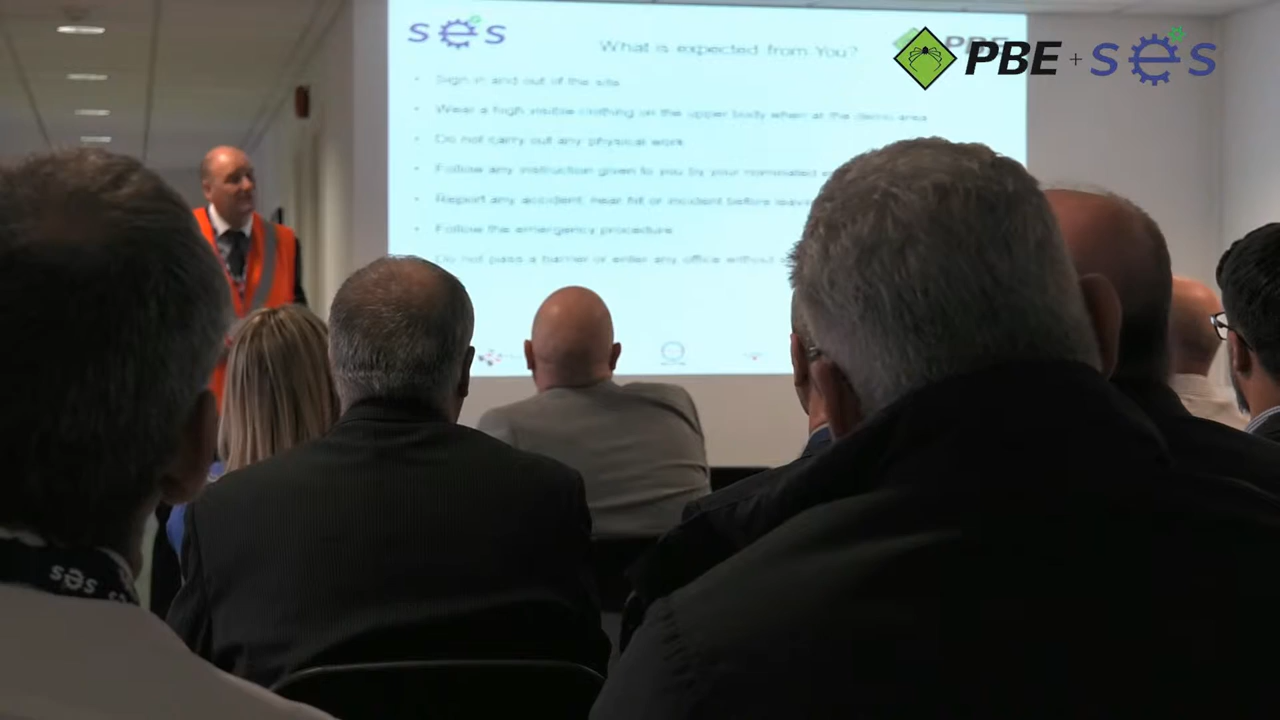 ses
What is expected from You?
PBE + ses
• Sign in and out of the site
• Wear a high visible clothing on the upper body when at the demo area
• Do not carry out any physical work
• Follow any instruction given to you by your nominated
• Report any accident, near hit or incident before leaving
• Follow the emergency procedure
• Do not pass a barrier or enter any office without
ses